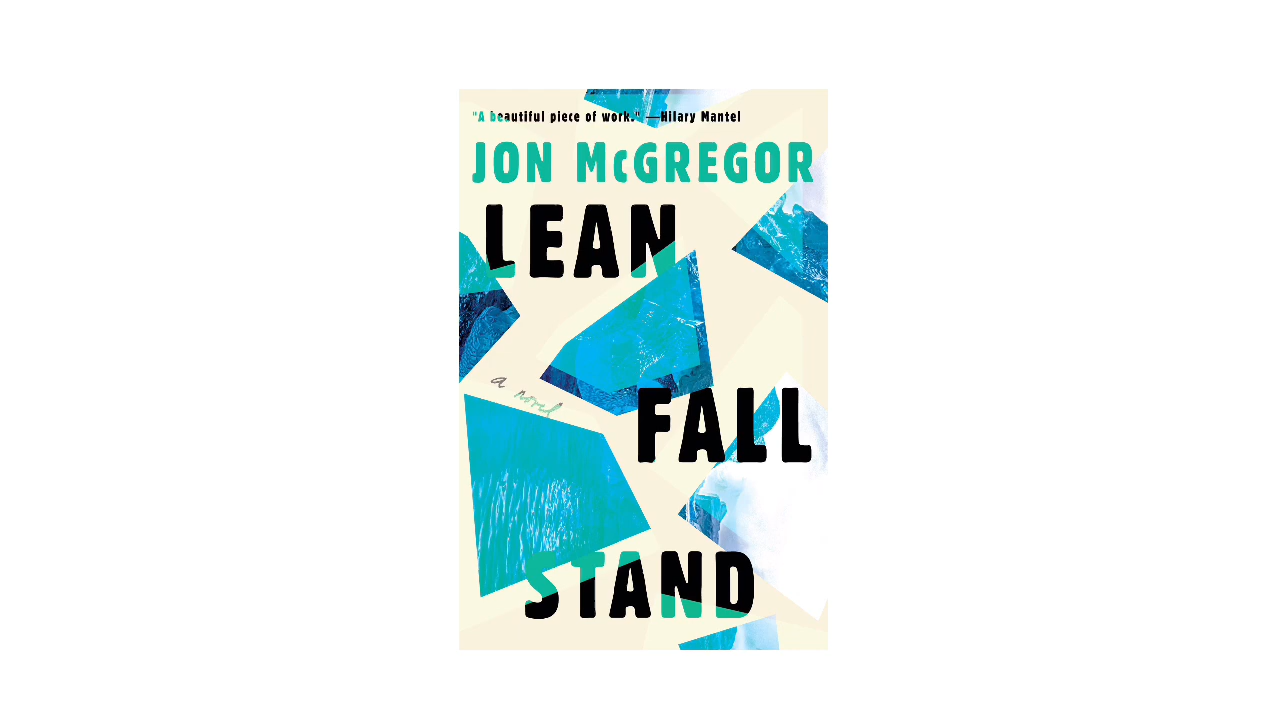 "A beautiful piece of work." —Hilary Mantel
JON McGREGOR
LEAN
FALL
a novel
STAND